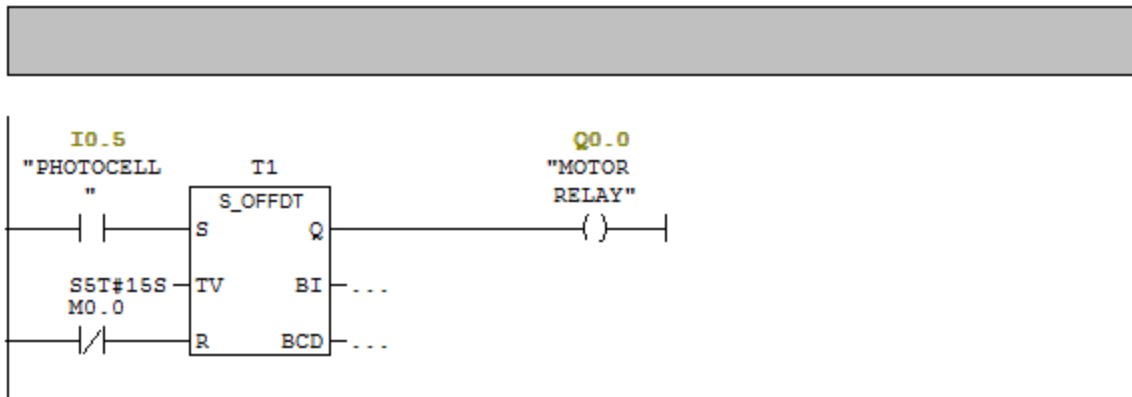 I0.5
Q0.0
"PHOTOCELL
"
T1
"MOTOR
RELAY"
S_OFFDT
S Q
S5T#15S TV BI ...
M0.0
R BCD ...